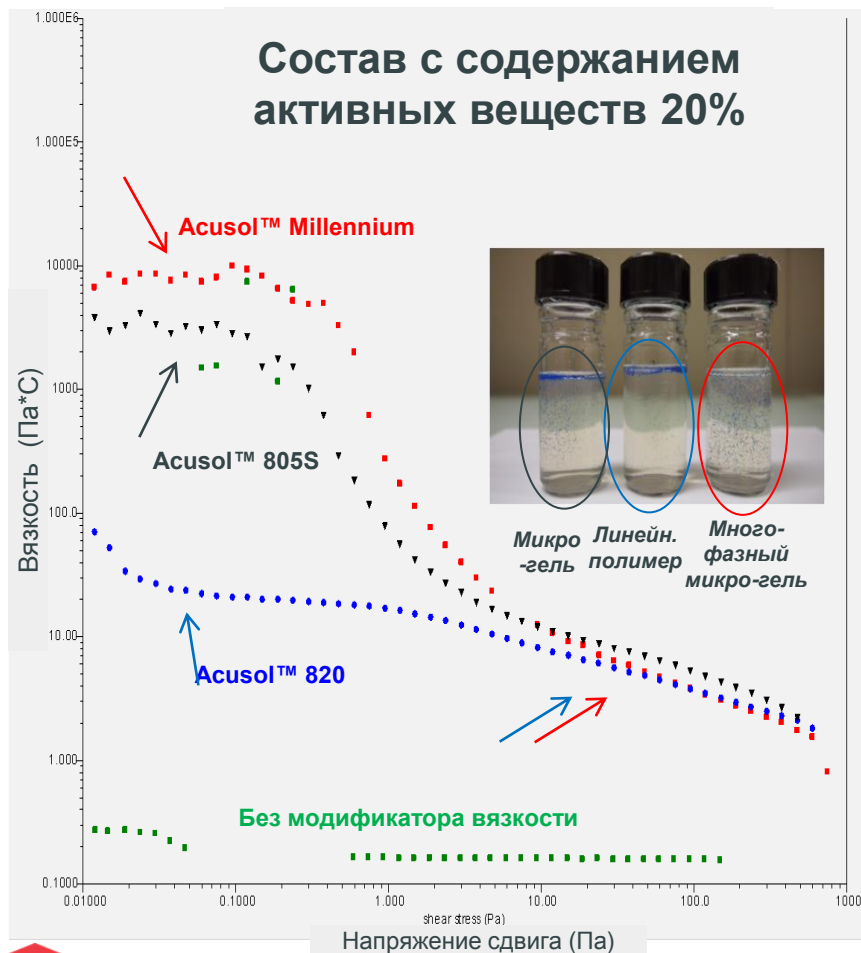 Состав с содержанием
активных веществ 20%
1.000E6
1.000E5
10000
1000
100.0
10.00
1.000
0.1000
Вязкость (Па*С)
Acusol™ Millennium
Acusol™ 805S
Acusol™ 820
Без модификатора вязкости
Микро
-гель
Линейн.
полимер
Много-
фазный
микро-гель
0.01000
0.1000
1.000
10.00
100.0
1000
shear stress (Pa)
Напряжение сдвига (Па)